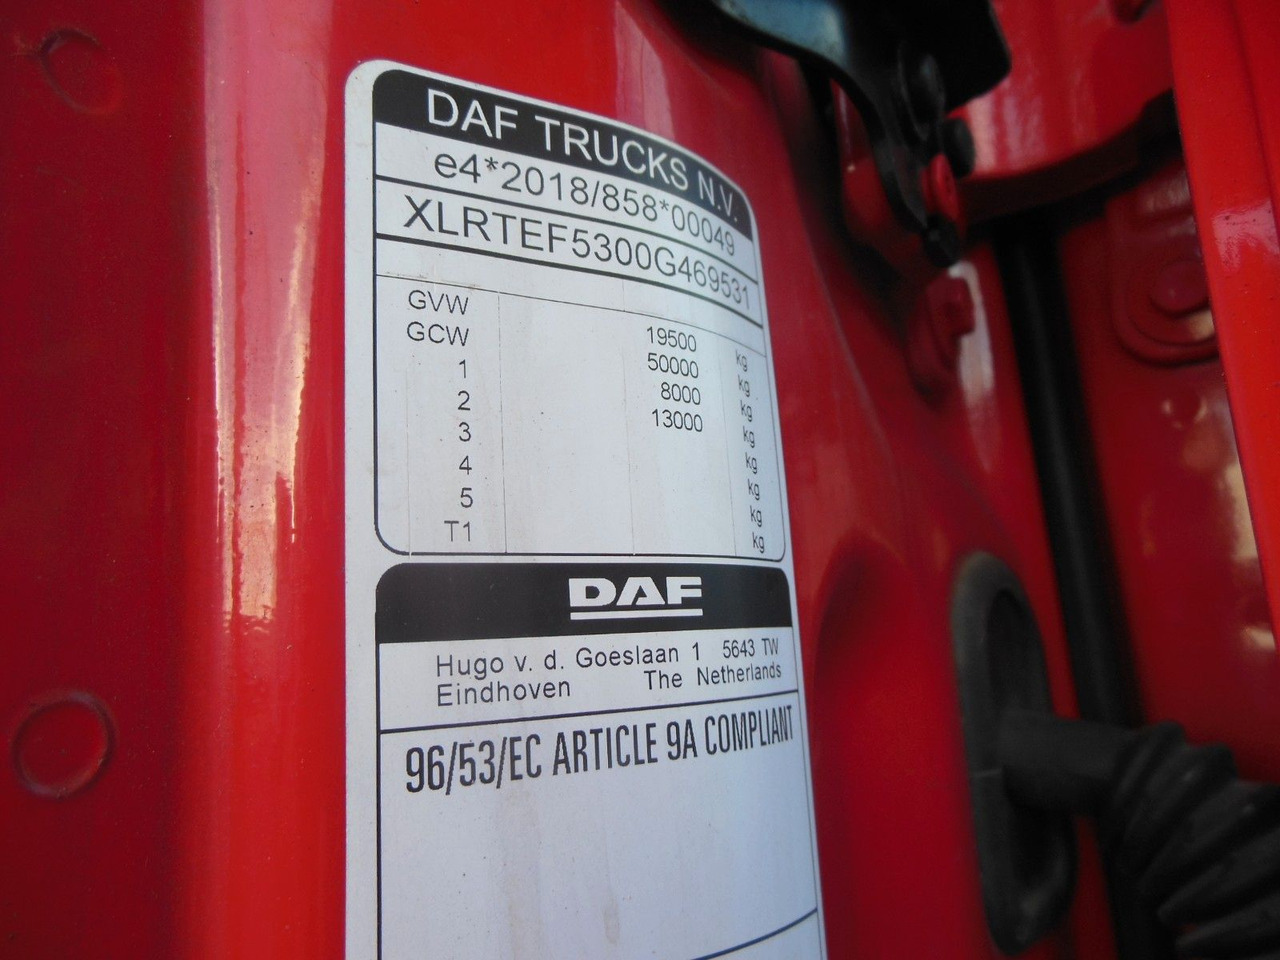 DAF TRUCKS N.V.
e4*2018/858*00049
XLRTEF5300G469531
GVW 19500 kg
GCW 50000 kg
1 8000 kg
2 13000 kg
3 kg
4 kg
5 kg
T1 kg
DAF
Hugo v. d. Goeslaan 1 5643 TW
Eindhoven The Netherlands
96/53/EC ARTICLE 9A COMPLIANT